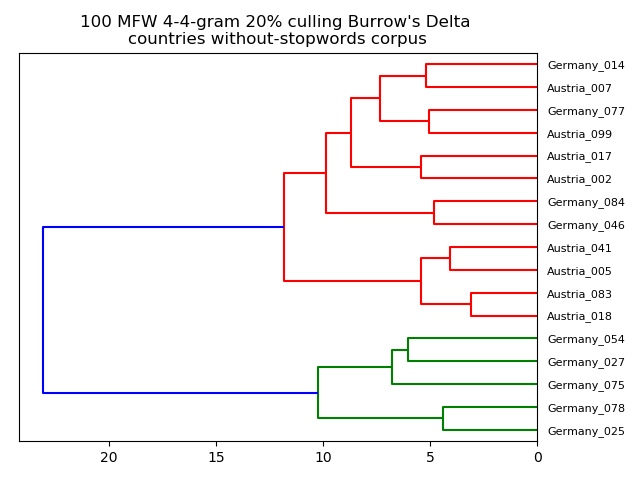 100 MFW 4-4-gram 20% culling Burrow's Delta
countries without-stopwords corpus
Germany_014
Austria_007
Germany_077
Austria_099
Austria_017
Austria_002
Germany_084
Germany_046
Austria_041
Austria_005
Austria_083
Austria_018
Germany_054
Germany_027
Germany_075
Germany_078
Germany_025
20 15 10 5 0